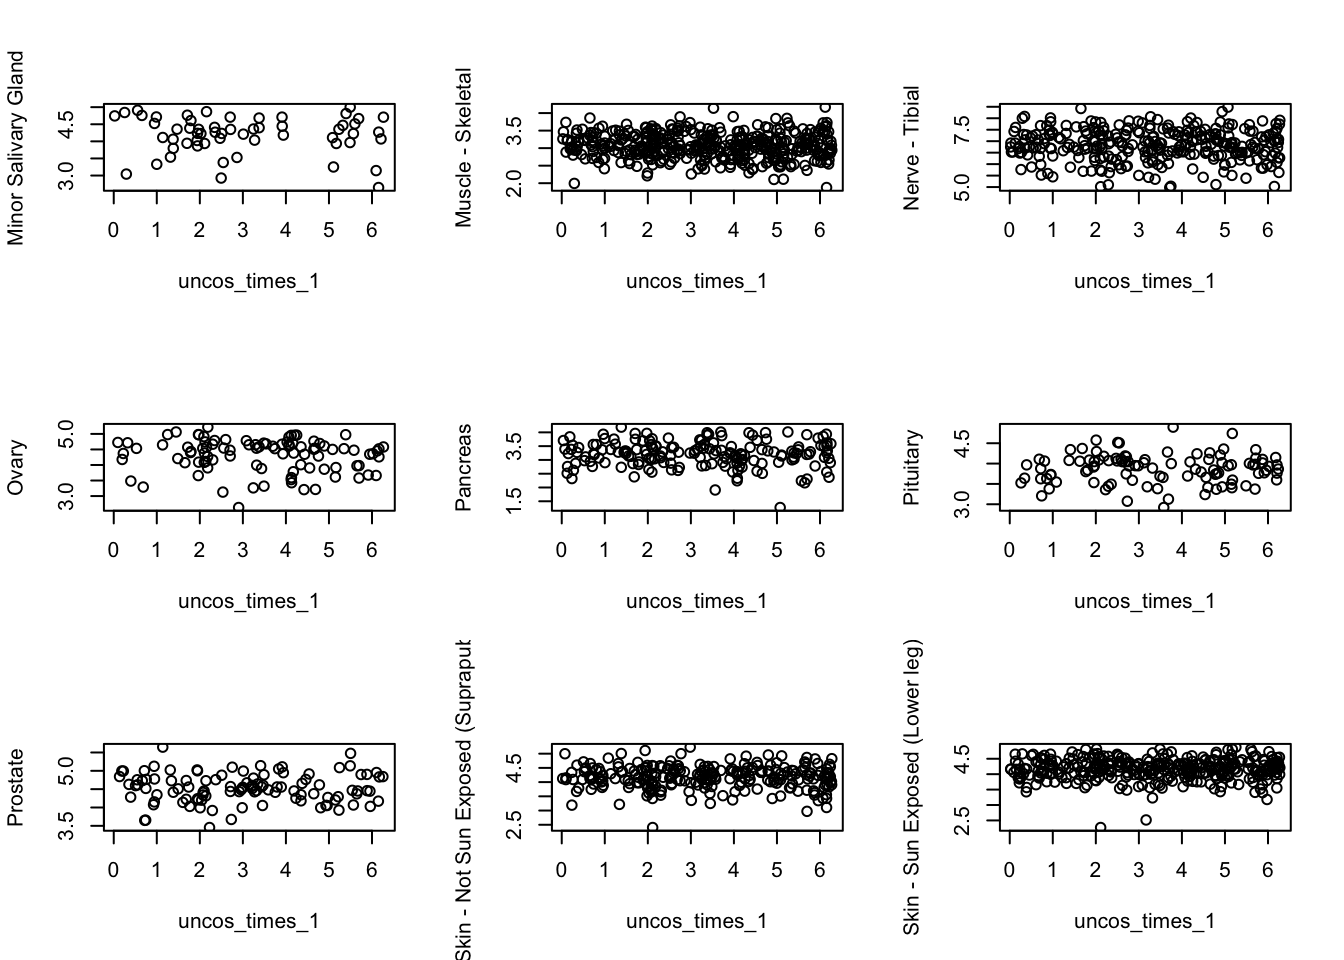 Minor Salivary Gland
3.0 4.5
0 1 2 3 4 5 6
uncos_times_1
Muscle - Skeletal
2.0 3.5
0 1 2 3 4 5 6
uncos_times_1
Nerve - Tibial
5.0 7.5
0 1 2 3 4 5 6
uncos_times_1
Ovary
3.0 5.0
0 1 2 3 4 5 6
uncos_times_1
Pancreas
1.5 3.5
0 1 2 3 4 5 6
uncos_times_1
Pituitary
3.0 4.5
0 1 2 3 4 5 6
uncos_times_1
Prostate
3.5 5.0
0 1 2 3 4 5 6
uncos_times_1
Skin - Not Sun Exposed (Suprapub
2.5 4.5
0 1 2 3 4 5 6
uncos_times_1
Skin - Sun Exposed (Lower leg)
2.5 4.5
0 1 2 3 4 5 6
uncos_times_1